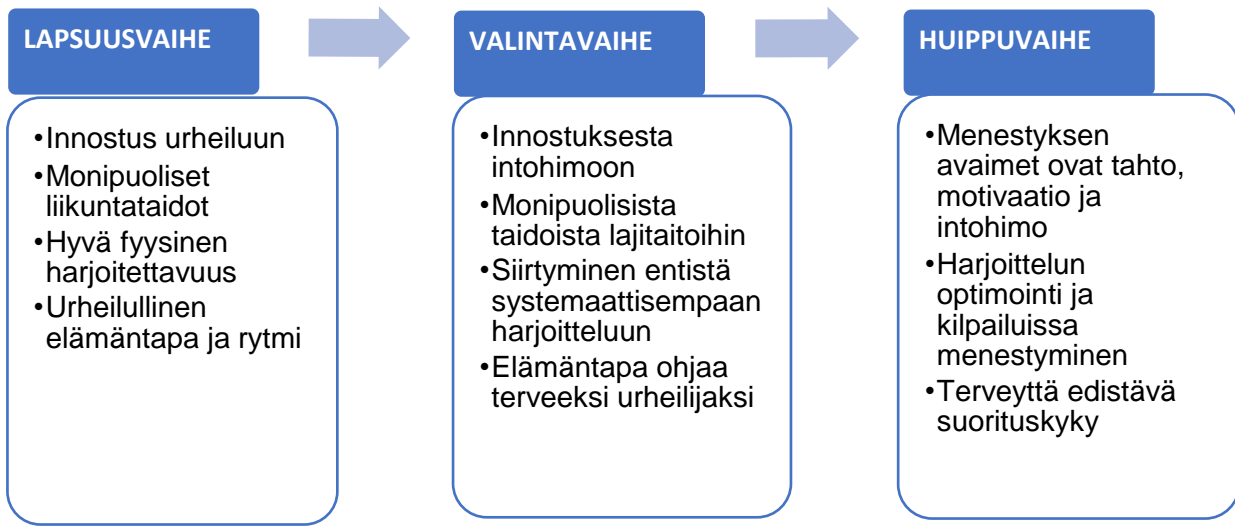 LAPSUUSVAIHE
•Innostus urheiluun
•Monipuoliset
liikuntataidot
•Hyvä fyysinen
harjoitettavuus
•Urheilullinen
elämäntapa ja rytmi
VALINTAVAIHE
•Innostuksesta
intohimoon
•Monipuolisista
taidoista lajitaitoihin
•Siirtyminen entistä
systemaattisempaan
harjoitteluun
•Elämäntapa ohjaa
terveeksi urheilijaksi
HUIPPUVAIHE
•Menestyksen
avaimet ovat tahto,
motivaatio ja
intohimo
•Harjoittelun
optimointi ja
kilpailuissa
menestyminen
•Terveyttä edistävä
suorituskyky